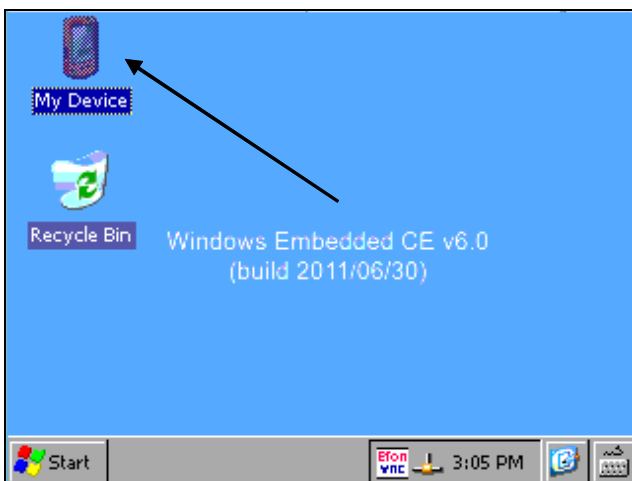 My Device
Recycle Bin
Windows Embedded CE v6.0
(build 2011/06/30)
Start
Efon
VNC
3:05 PM